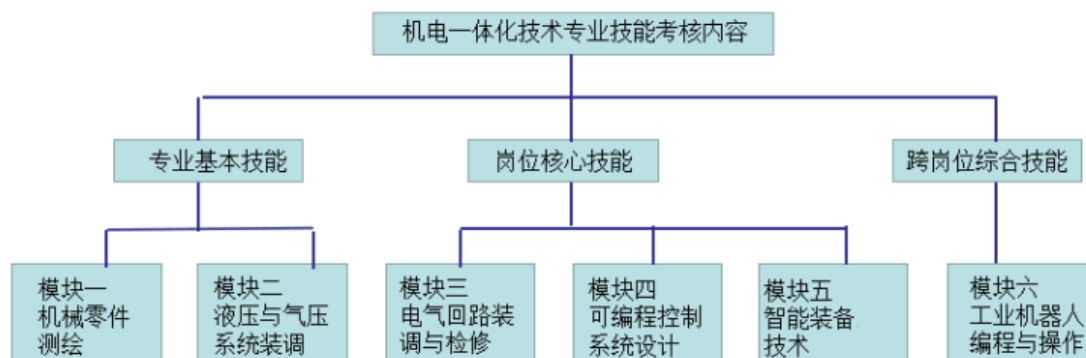 机电一体化技术专业技能考核内容
专业基本技能
岗位核心技能
跨岗位综合技能
模块一
机械零件
测绘
模块二
液压与气压
系统装调
模块三
电气回路装
调与检修
模块四
可编程控制
系统设计
模块五
智能装备
技术
模块六
工业机器人
编程与操作